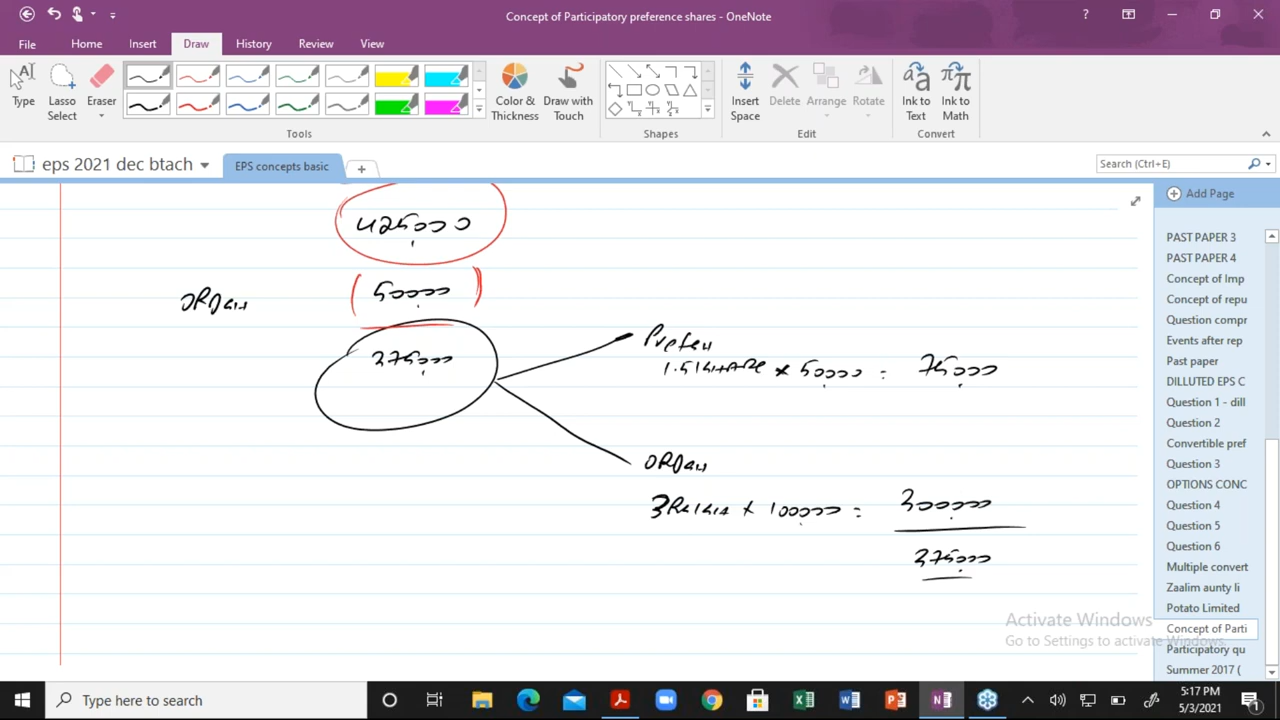 Concept of Participatory preference shares - OneNote
File Home Insert Draw History Review View
Type
Lasso Select
Eraser
Color & Thickness
Draw with Touch
Insert Space
Delete
Arrange
Rotate
Ink to Text
Ink to Math
Tools
Shapes
Edit
Convert
eps 2021 dec btach
EPS concepts basic
Search (Ctrl+E)
Add Page
425000
(50000)
375000
1.5 × 50000 = 75000
3 × 100000 = 300000
375000
PAST PAPER 3
PAST PAPER 4
Concept of Imp
Concept of repu
Question compr
Events after rep
Past paper
DILLUTED EPS C
Question 1 - dill
Question 2
Convertible pref
Question 3
OPTIONS CONC
Question 4
Question 5
Question 6
Multiple convert
Zaalim aunty li
Potato Limited
Concept of Parti
Participatory qu
Summer 2017 (
Activate Windows
Go to Settings to activate Windows.
Type here to search
5:17 PM
5/3/2021